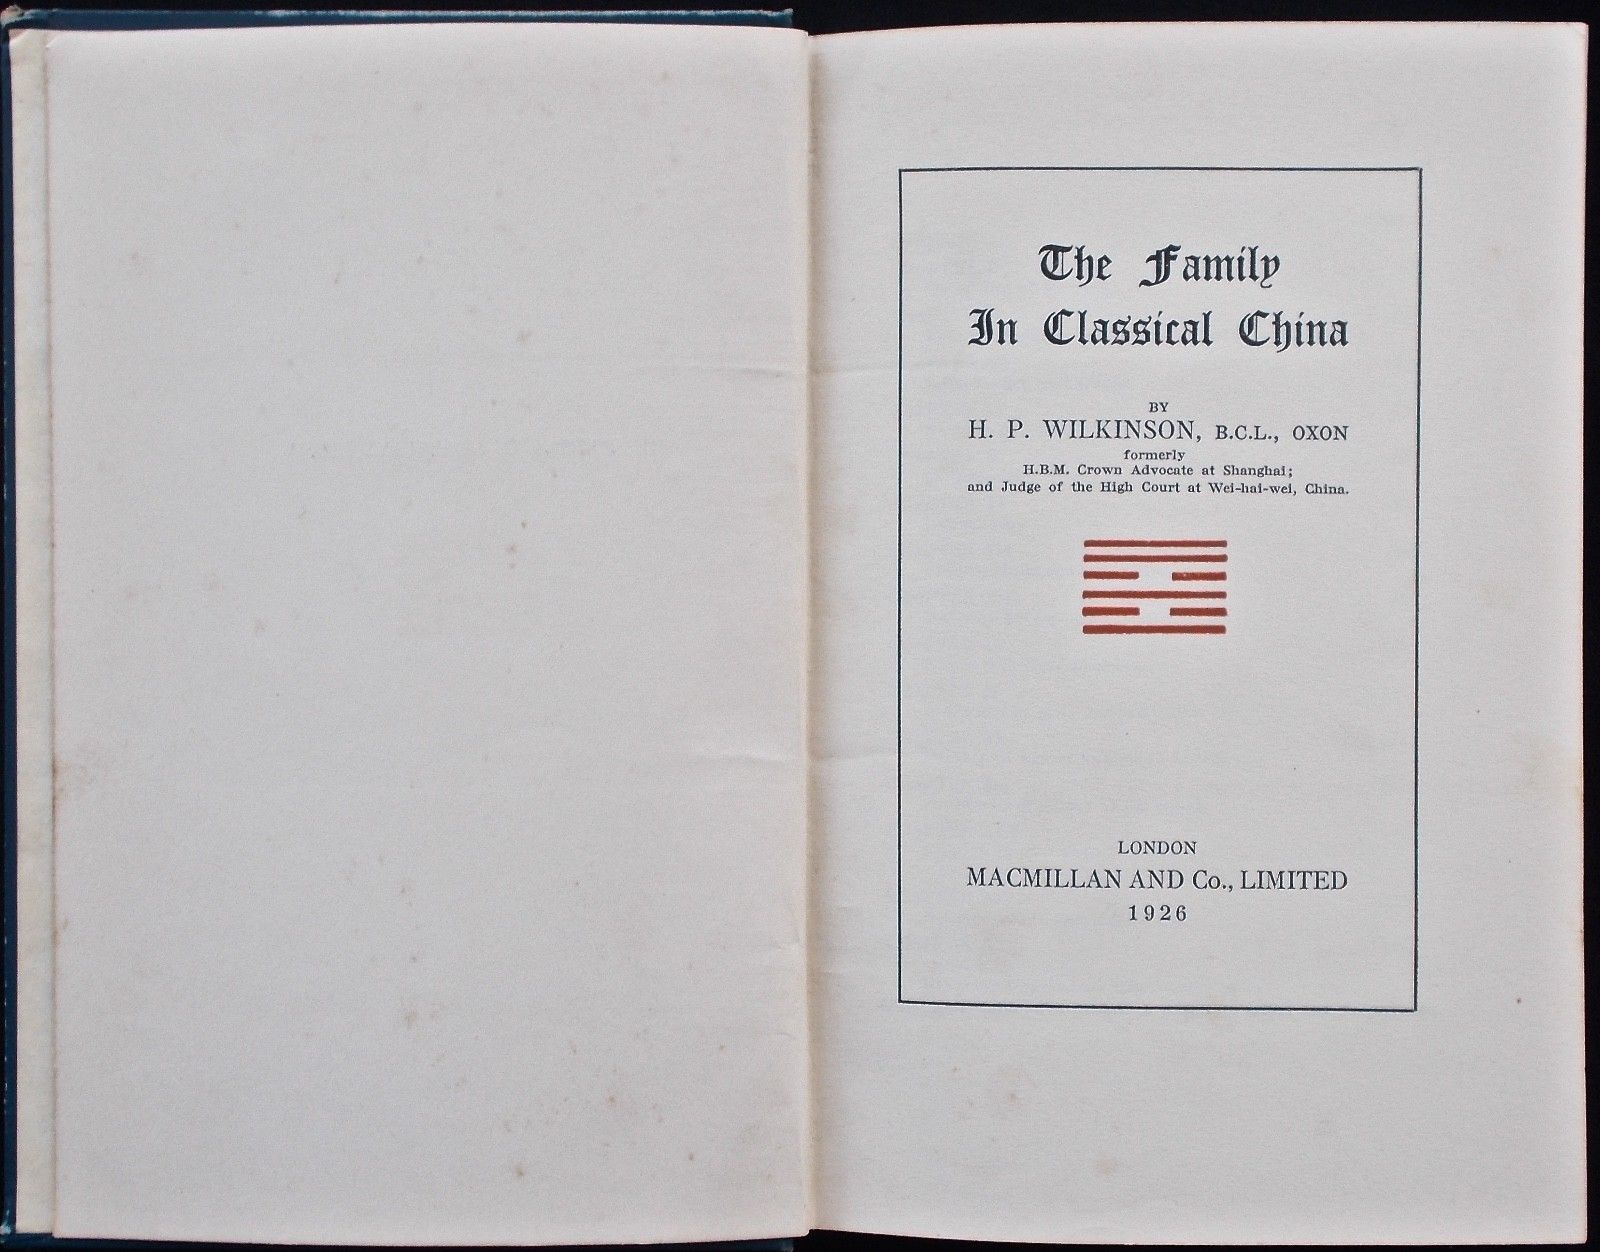 The Family
In Classical China
BY
H. P. WILKINSON, B.C.L., OXON
formerly
H.B.M. Crown Advocate at Shanghai;
and Judge of the High Court at Wei-hai-wei, China.
LONDON
MACMILLAN AND Co., LIMITED
1926